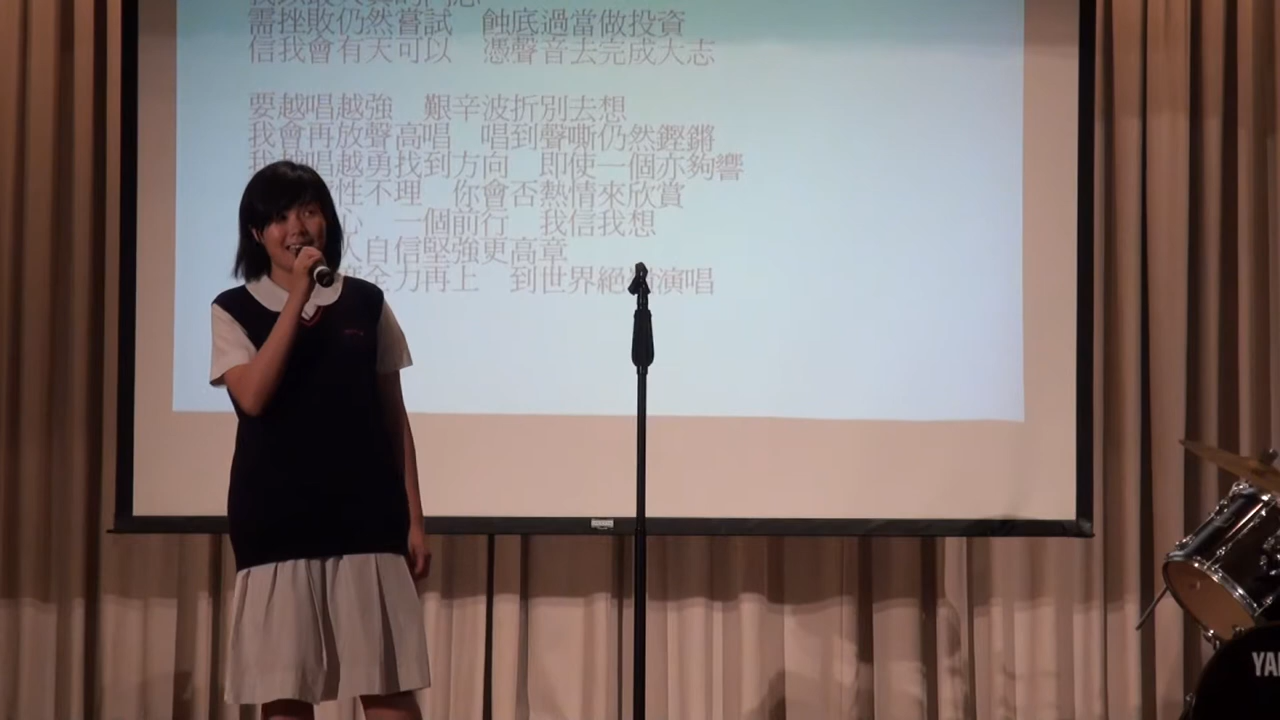 需挫敗仍然嘗試　蝕底過當做投資
信我會有天可以　憑聲音去完成大志
要越唱越強　艱辛波折別去想
我會再放聲高唱　唱到聲嘶仍然鏗鏘
唱越勇找到方向　即使一個亦夠響
性不理　你會否熱情來欣賞
心　一個前行　我信我想
人自信堅強更高章
全力再上　到世界絕 演唱
YA